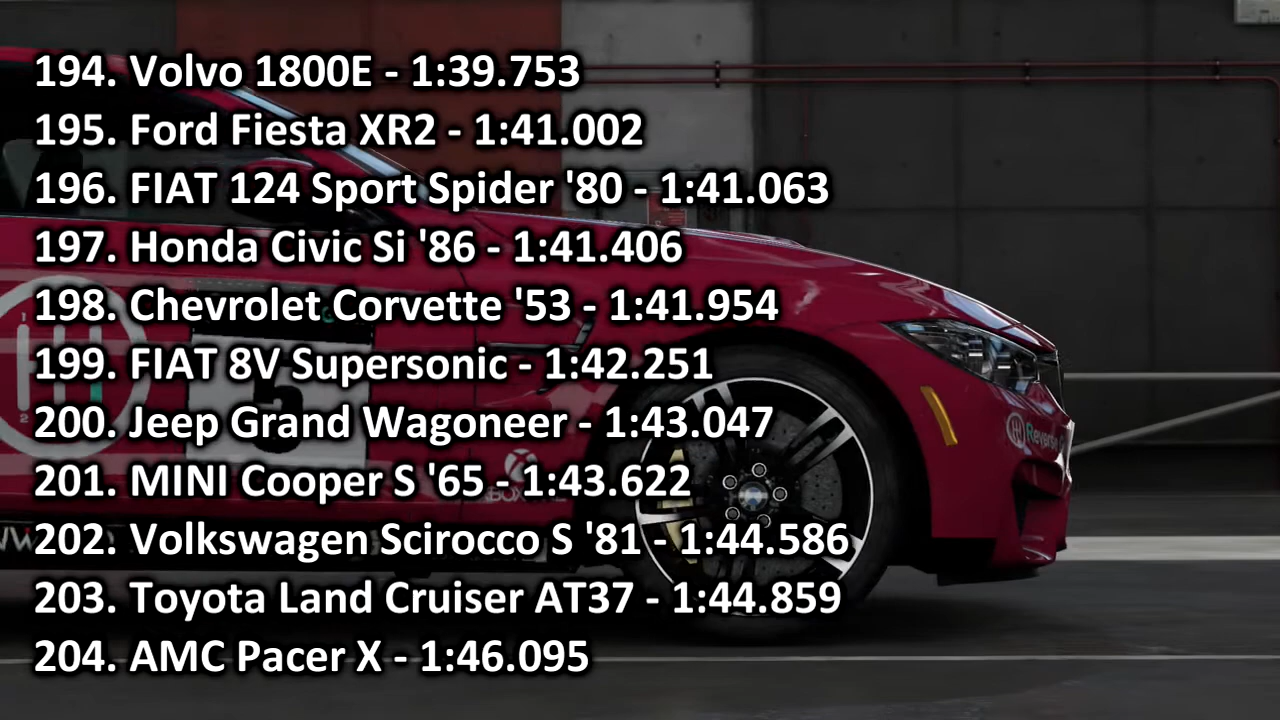 194. Volvo 1800E - 1:39.753
195. Ford Fiesta XR2 - 1:41.002
196. FIAT 124 Sport Spider '80 - 1:41.063
197. Honda Civic Si '86 - 1:41.406
198. Chevrolet Corvette '53 - 1:41.954
199. FIAT 8V Supersonic - 1:42.251
200. Jeep Grand Wagoneer - 1:43.047
201. MINI Cooper S '65 - 1:43.622
202. Volkswagen Scirocco S '81 - 1:44.586
203. Toyota Land Cruiser AT37 - 1:44.859
204. AMC Pacer X - 1:46.095